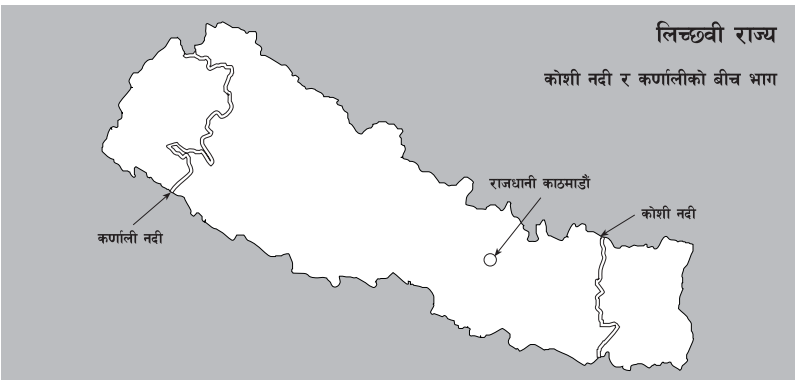 लिच्छवी राज्य
कोशी नदी र कर्णालीको बीच भाग
राजधानी काठमाडौं
कोशी नदी
कर्णाली नदी